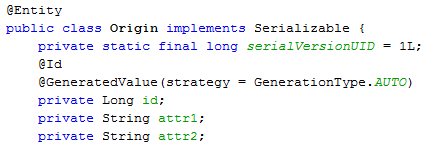 @Entity
public class Origin implements Serializable {
    private static final long serialVersionUID = 1L;
    @Id
    @GeneratedValue(strategy = GenerationType.AUTO)
    private Long id;
    private String attr1;
    private String attr2;